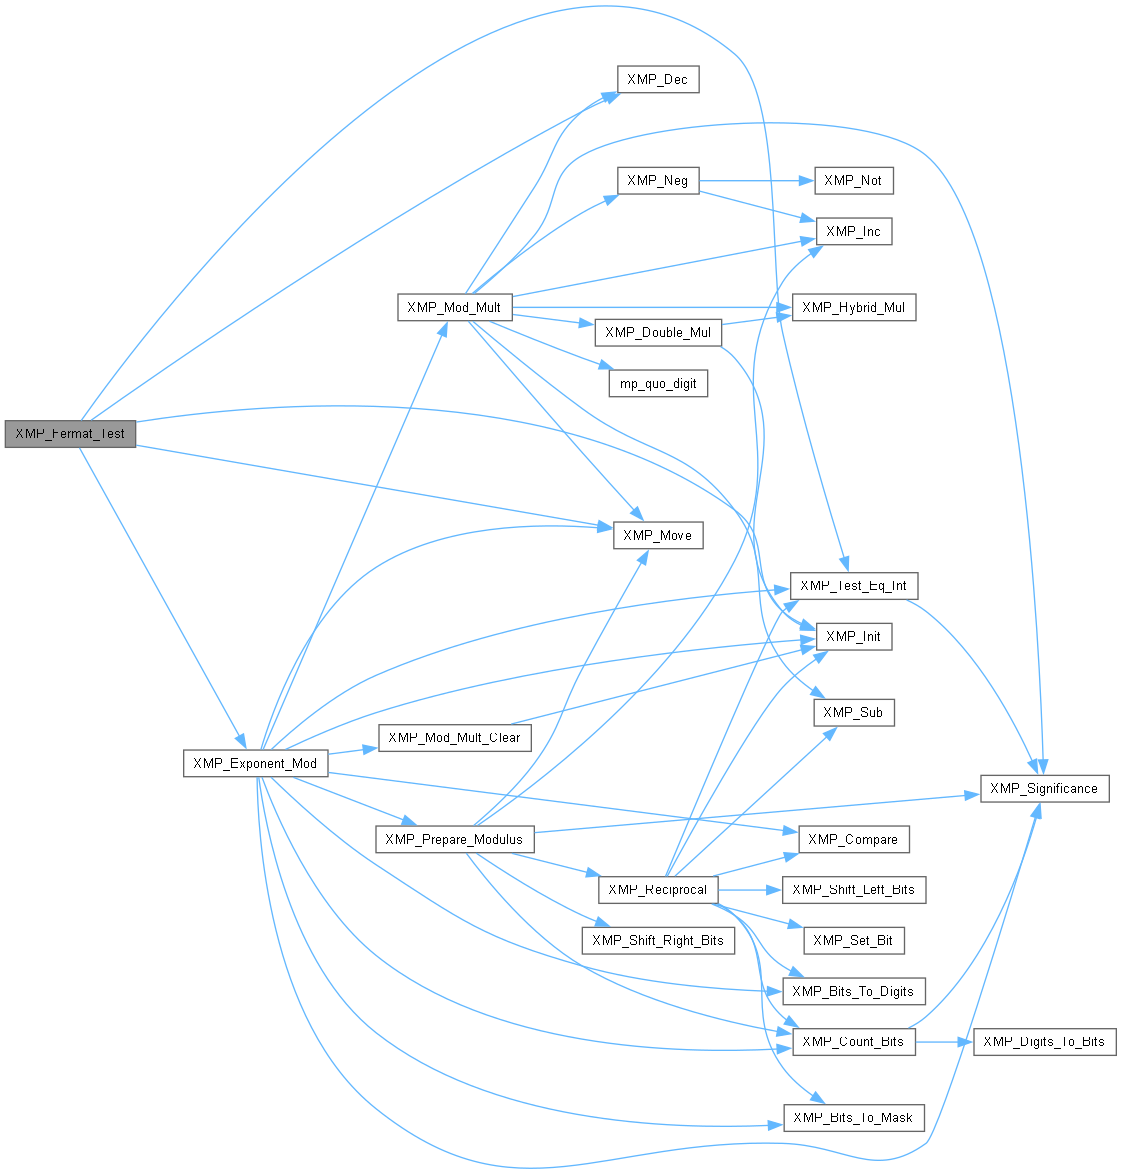 XMP_Dec
XMP_Neg
XMP_Not
XMP_Inc
XMP_Mod_Mult
XMP_Hybrid_Mul
XMP_Double_Mul
mp_quo_digit
XMP_Fermat_Test
XMP_Move
XMP_Test_Eq_Int
XMP_Init
XMP_Sub
XMP_Mod_Mult_Clear
XMP_Exponent_Mod
XMP_Significance
XMP_Prepare_Modulus
XMP_Compare
XMP_Reciprocal
XMP_Shift_Left_Bits
XMP_Shift_Right_Bits
XMP_Set_Bit
XMP_Bits_To_Digits
XMP_Count_Bits
XMP_Digits_To_Bits
XMP_Bits_To_Mask